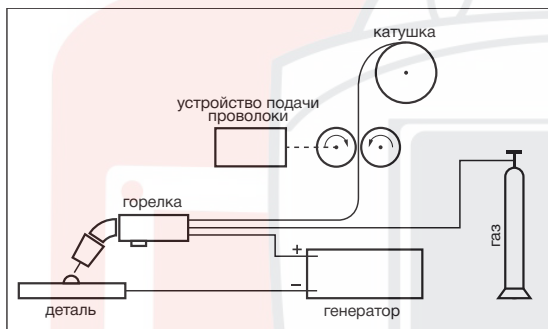 катушка
устройство подачи
проволоки
горелка
газ
+
−
деталь
генератор